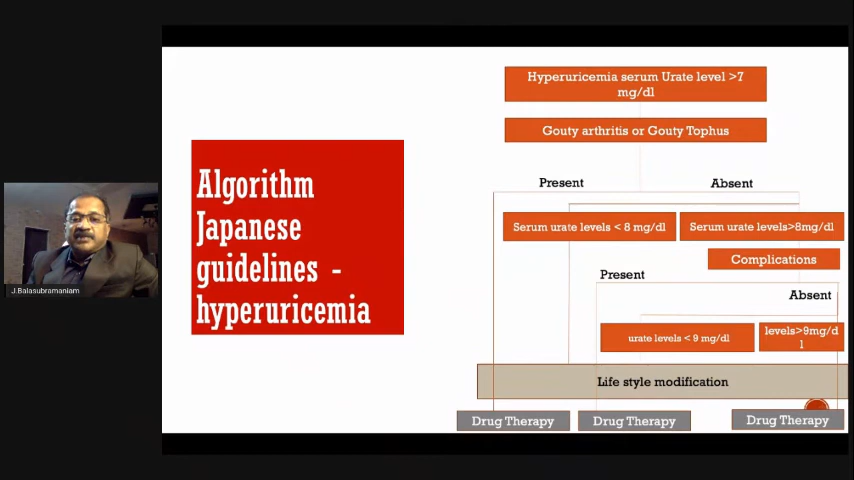 Algorithm
Japanese
guidelines -
hyperuricemia
J.Balasubramaniam
Hyperuricemia serum Urate level >7
mg/dl
Gouty arthritis or Gouty Tophus
Present
Absent
Serum urate levels < 8 mg/dl
Serum urate levels>8mg/dl
Complications
Present
Absent
urate levels < 9 mg/dl
levels>9mg/d
l
Life style modification
Drug Therapy
Drug Therapy
Drug Therapy